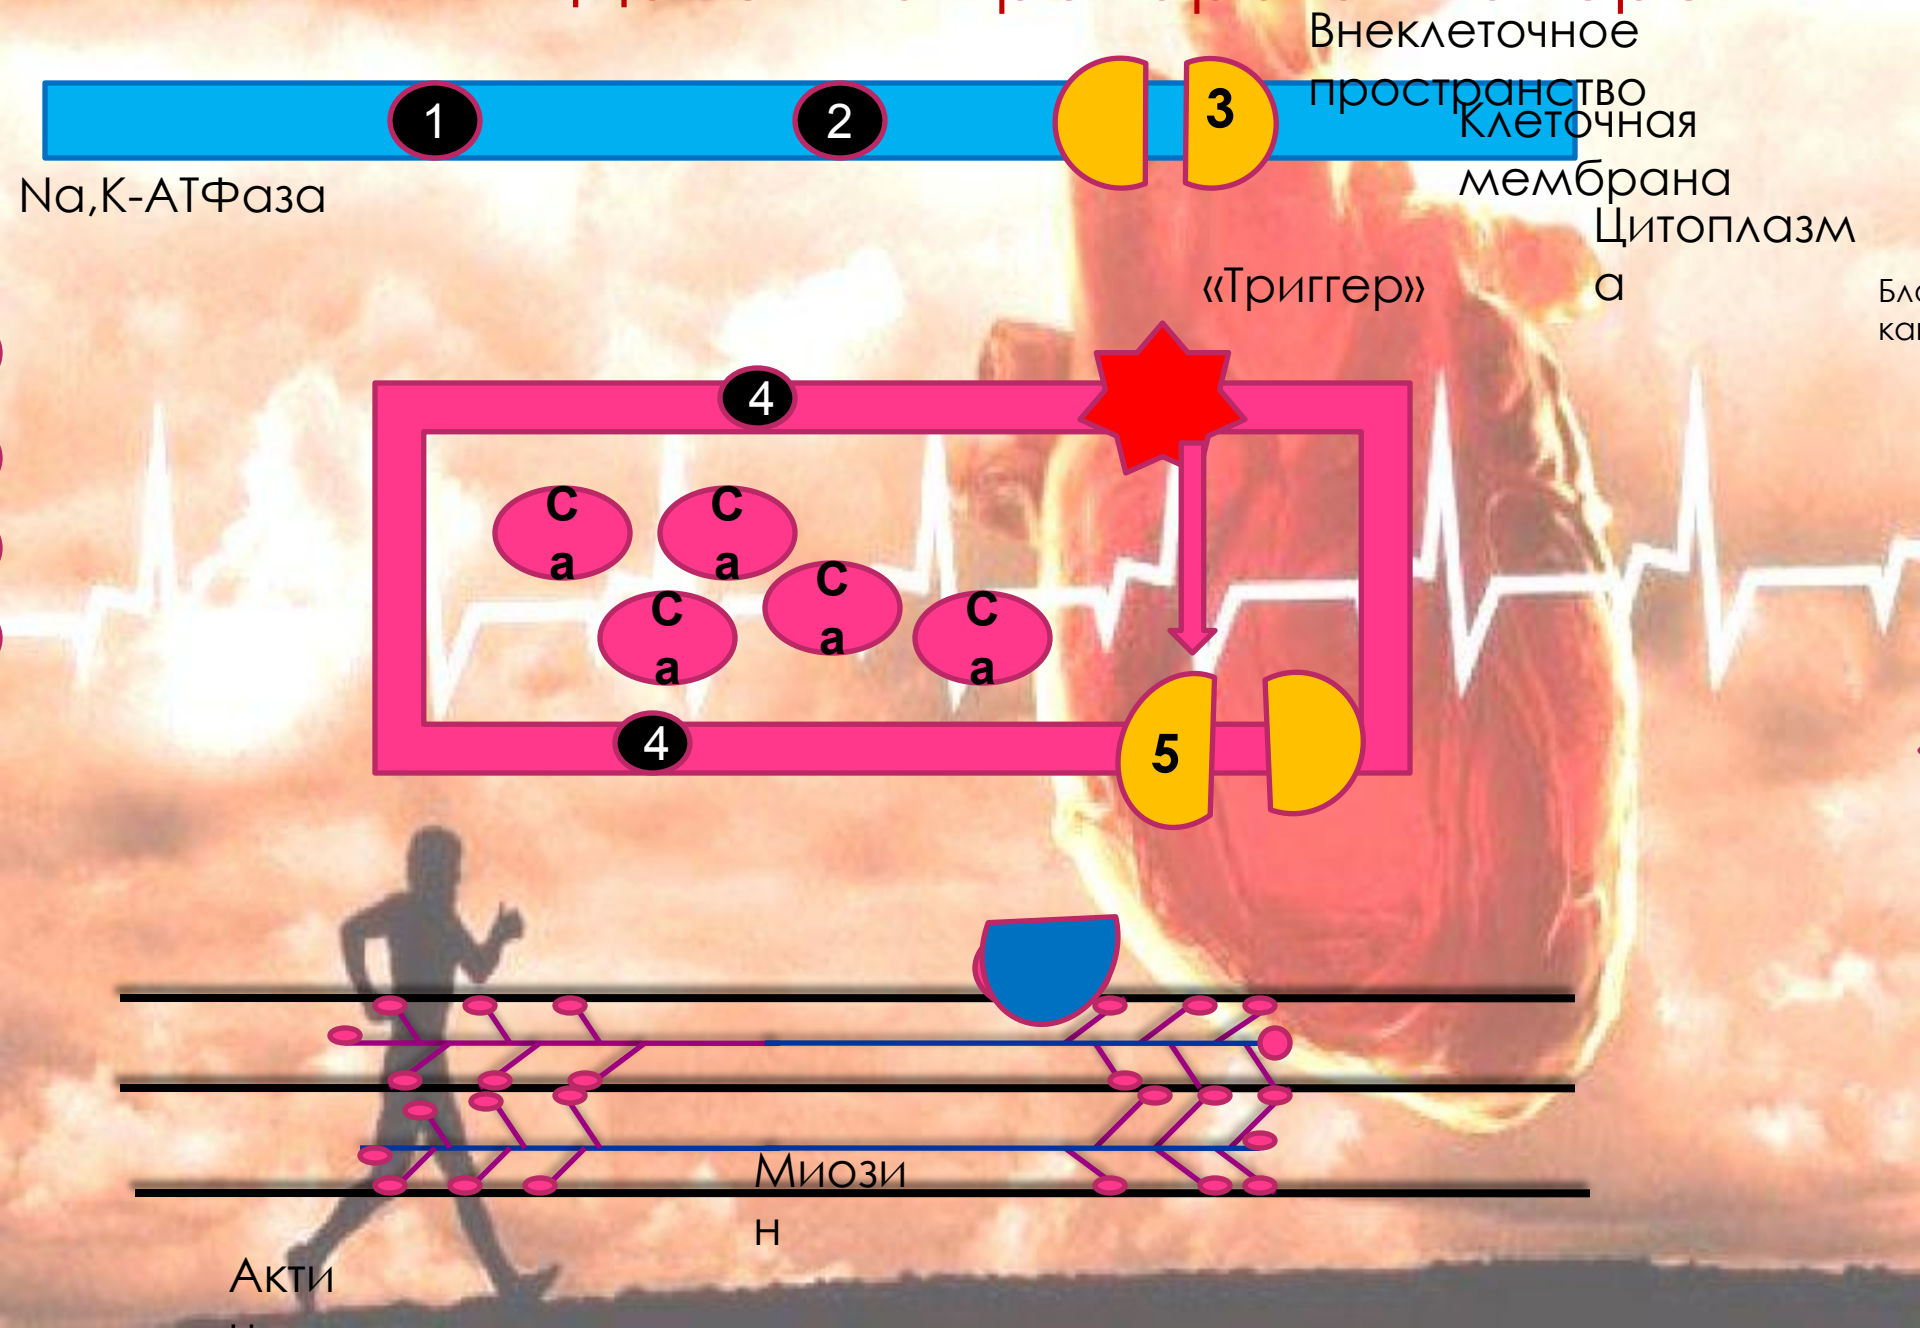 Внеклеточное
пространство
1
2
3
Клеточная
мембрана
Na,K-АТФаза
Цитоплазм
а
«Триггер»
4
С
а
С
а
С
а
С
а
С
а
4
5
Миози
н
Акти